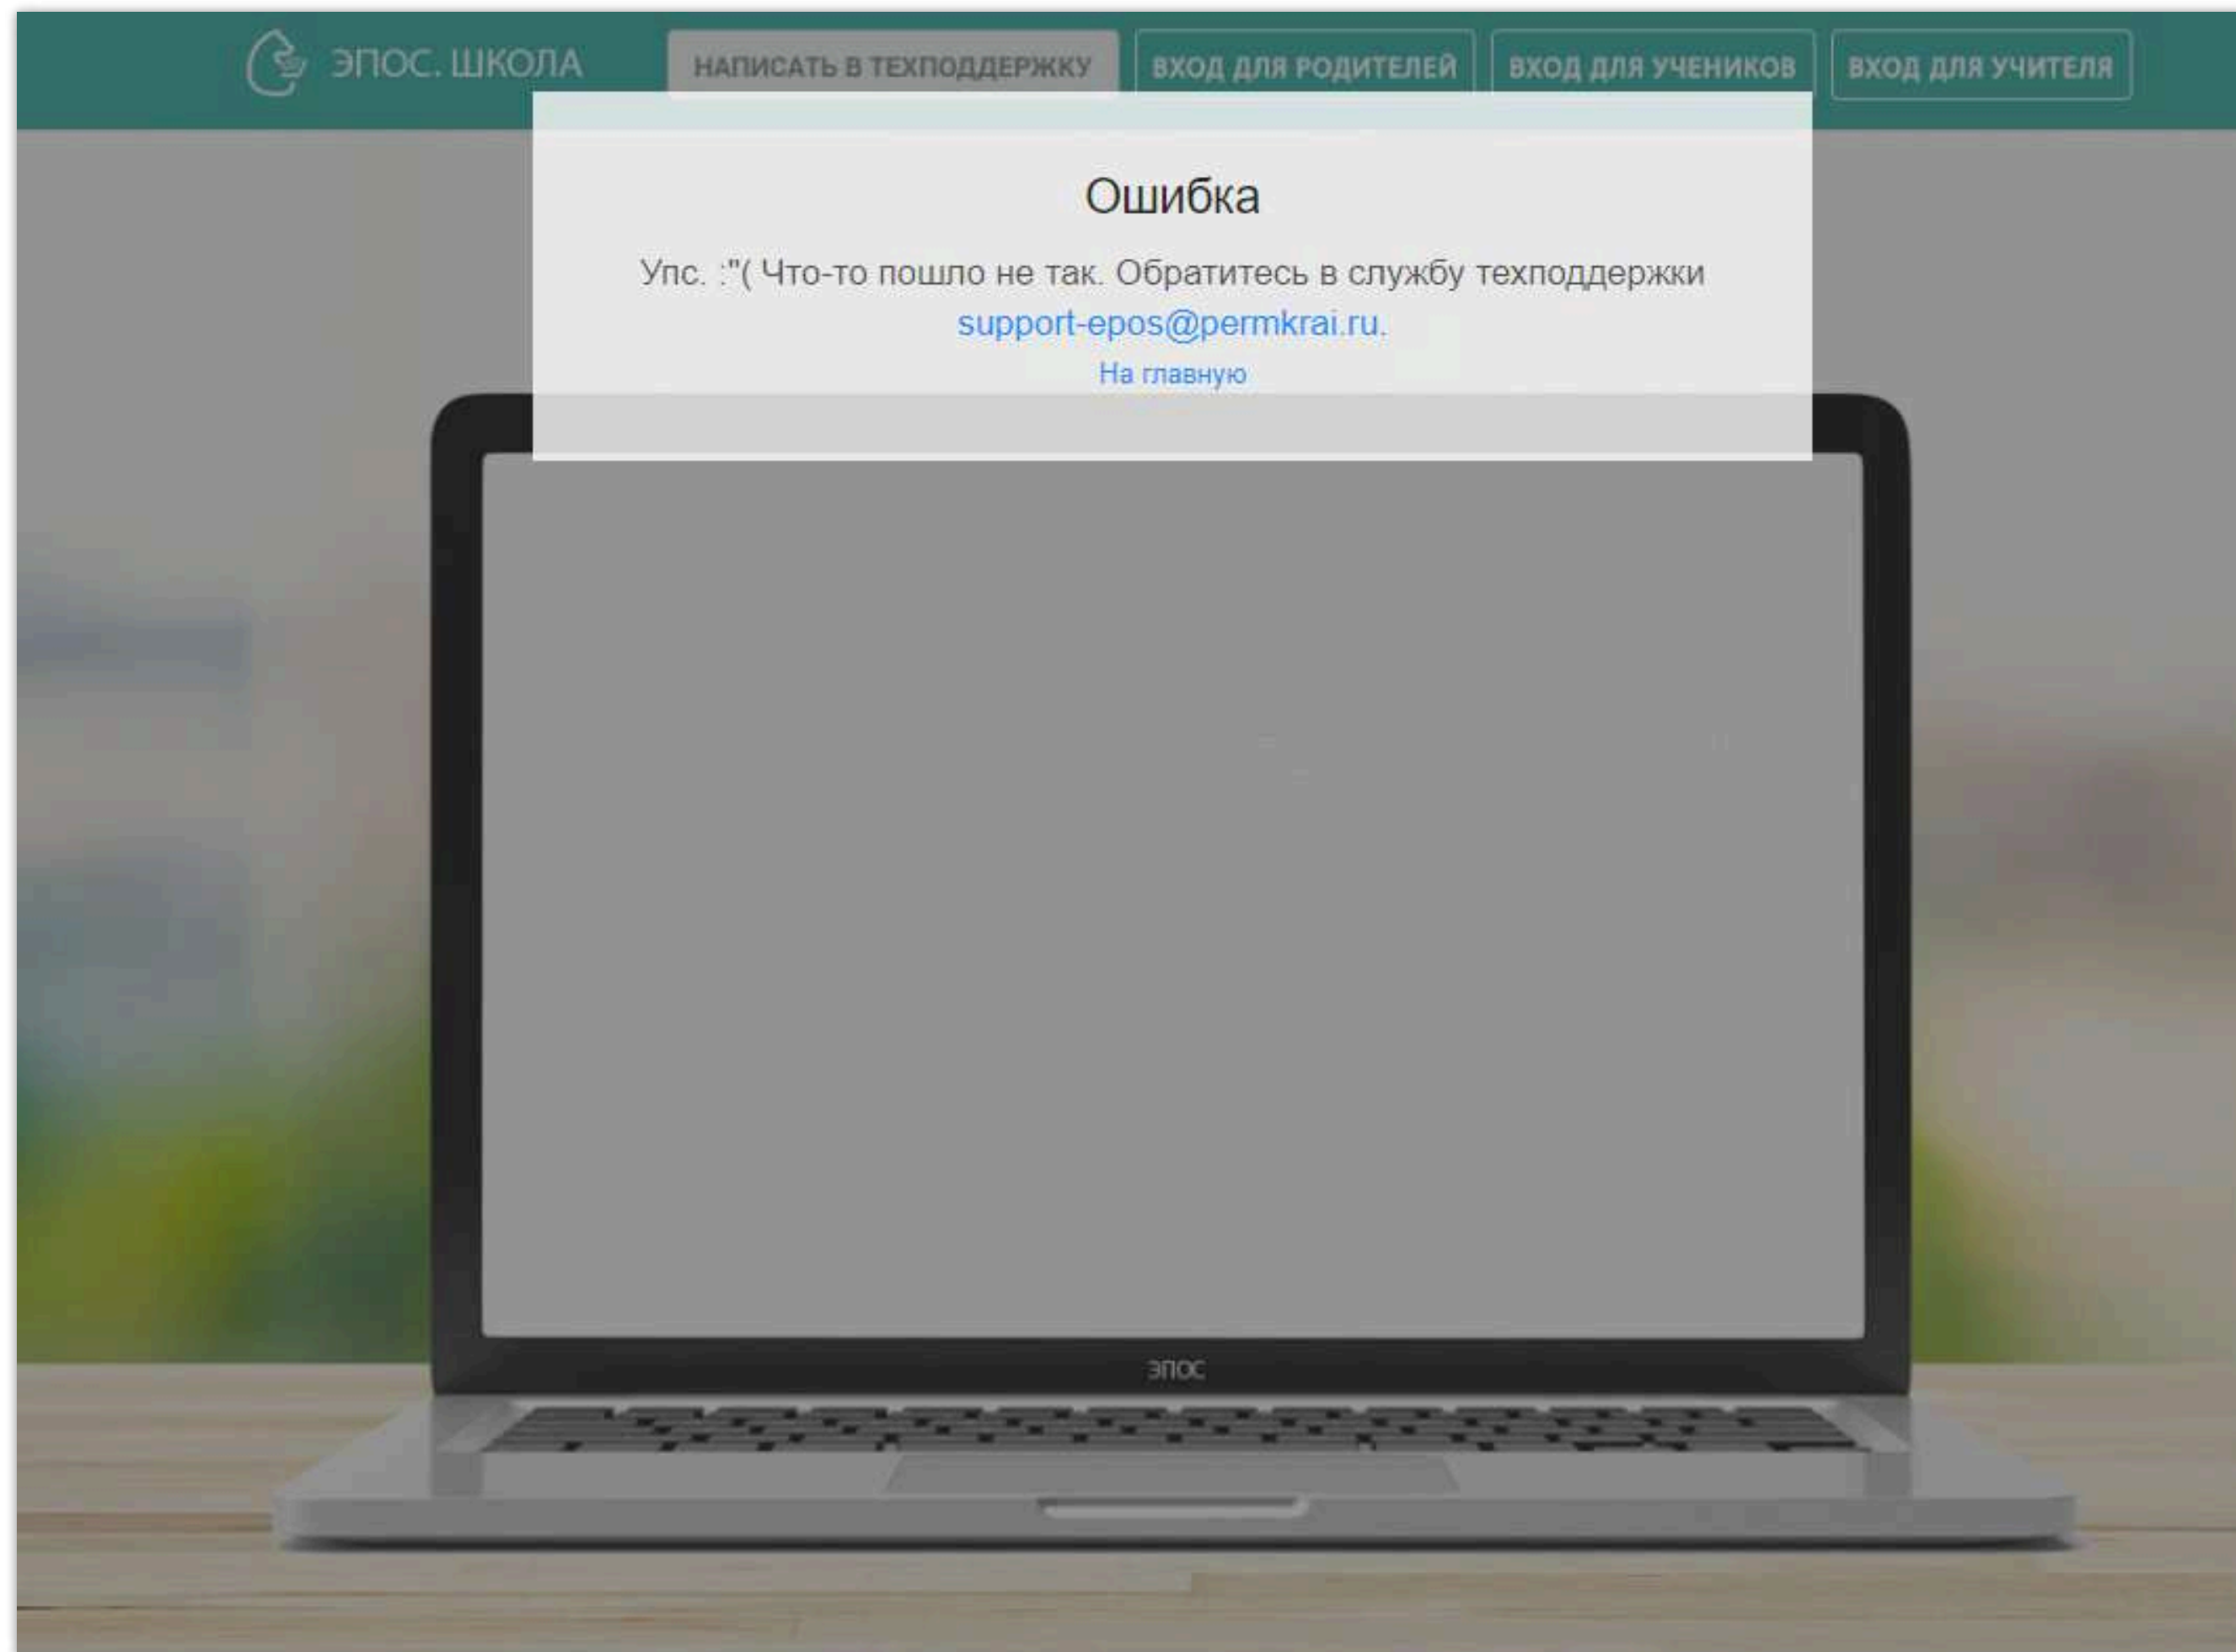 ЭПОС. ШКОЛА
НАПИСАТЬ В ТЕХПОДДЕРЖКУ
ВХОД ДЛЯ РОДИТЕЛЕЙ
ВХОД ДЛЯ УЧЕНИКОВ
ВХОД ДЛЯ УЧИТЕЛЯ
Ошибка
Упс. :"( Что-то пошло не так. Обратитесь в службу техподдержки
support-epos@permkrai.ru.
На главную
ЭПОС